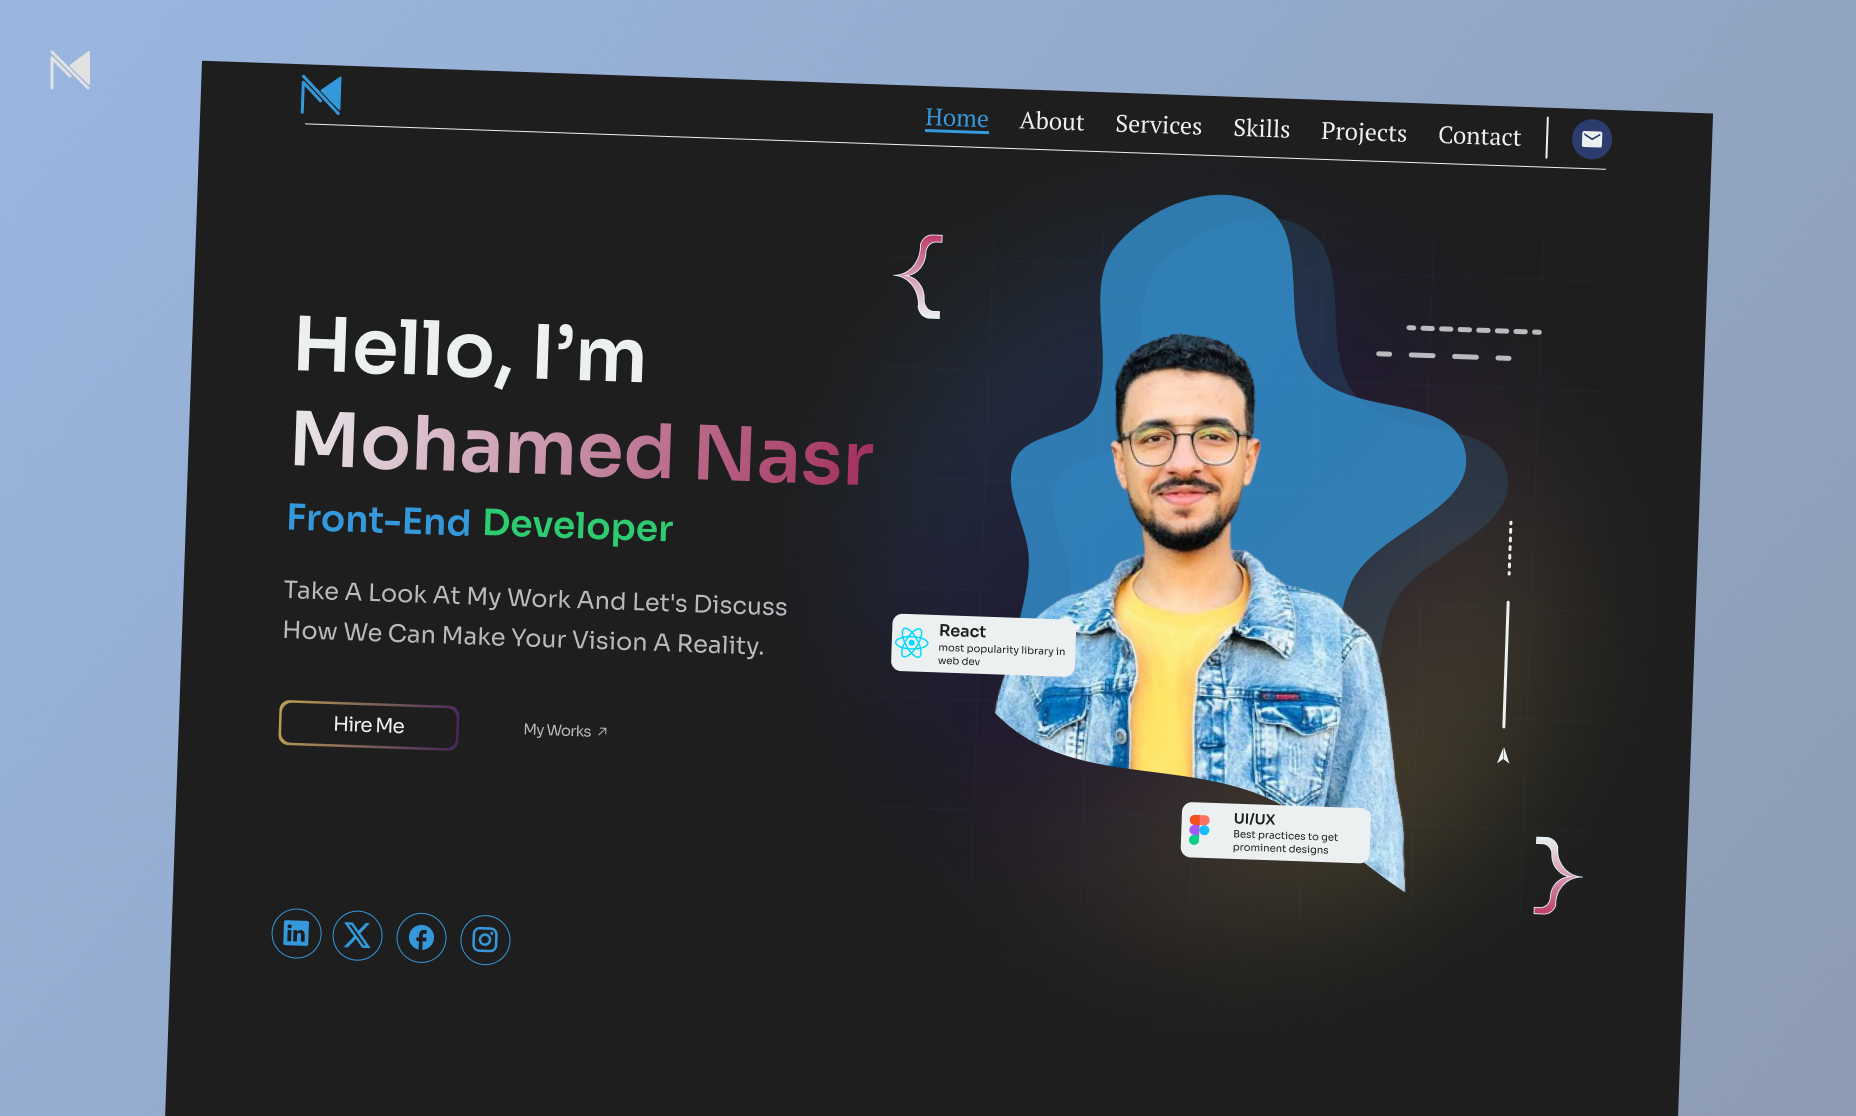 Home About Services Skills Projects Contact
Hello, I’m
Mohamed Nasr
Front-End Developer
Take A Look At My Work And Let's Discuss
How We Can Make Your Vision A Reality.
Hire Me
My Works ↗
React
most popularity library in
web dev
UI/UX
Best practices to get
prominent designs